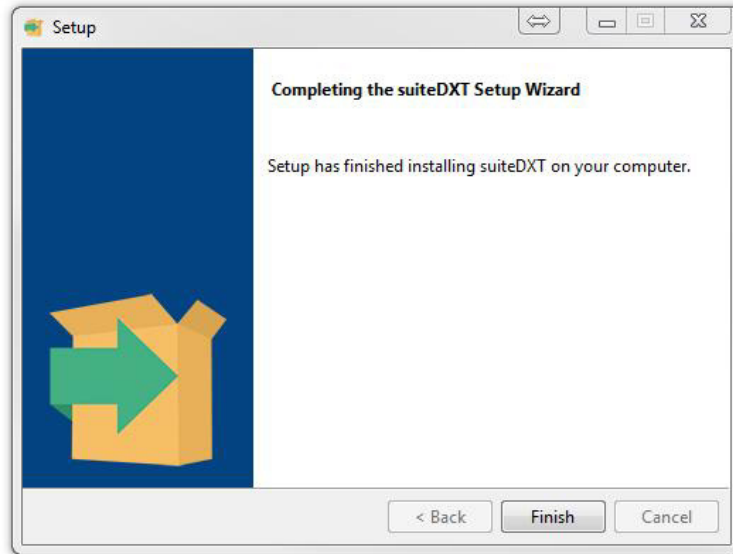 Setup
Completing the suiteDXT Setup Wizard
Setup has finished installing suiteDXT on your computer.
< Back
Finish
Cancel